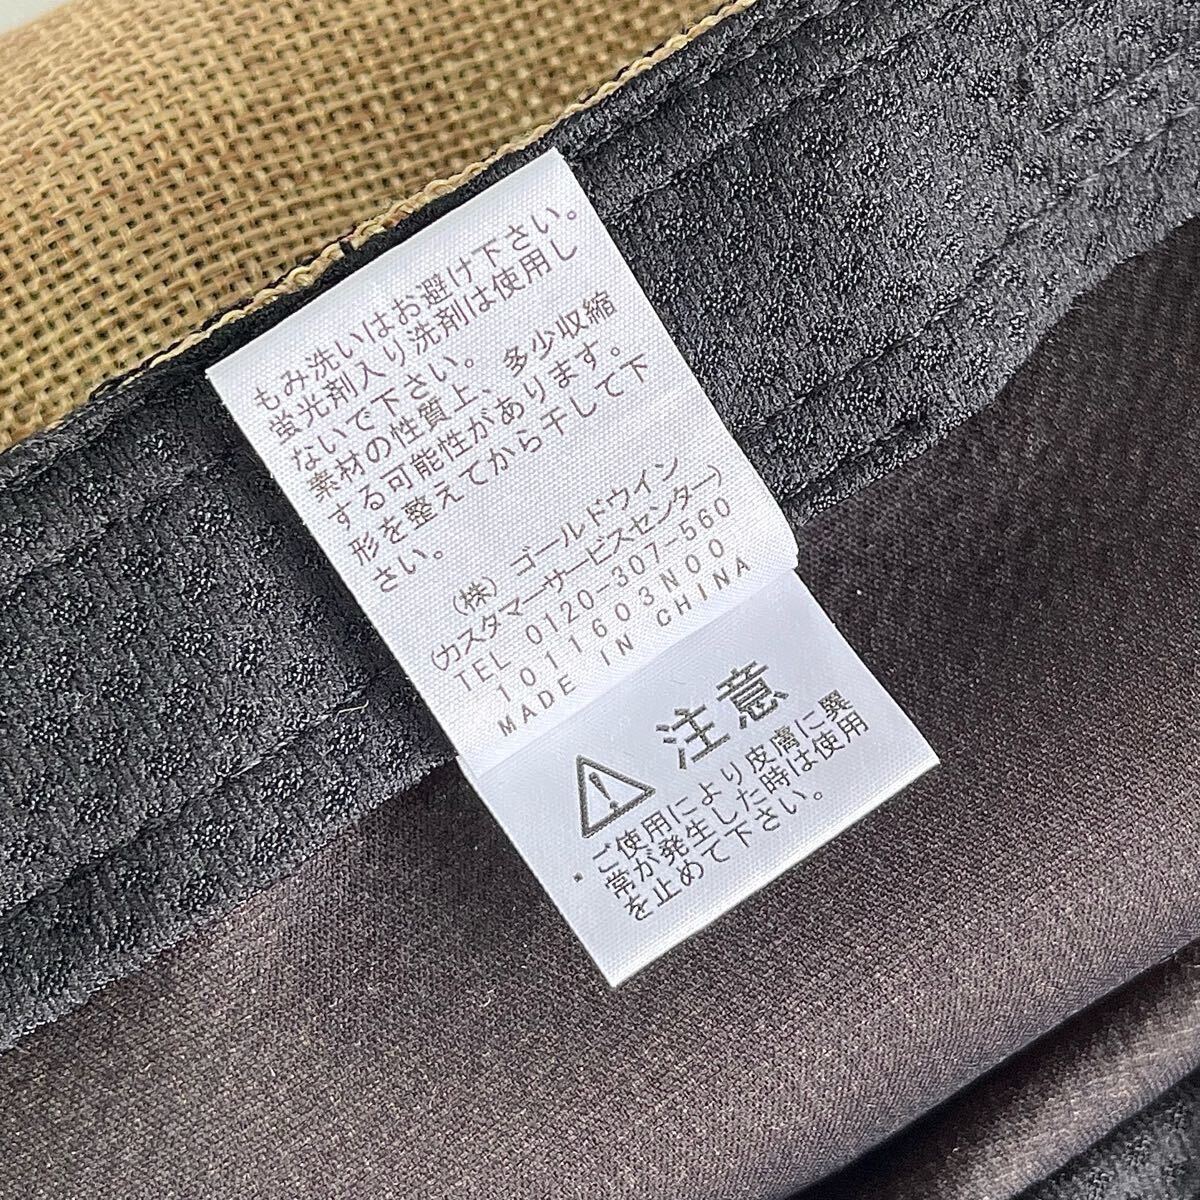 もみ洗いはお避け下さい。
蛍光剤入り洗剤は使用し
ないで下さい。
素材の性質上、多少収縮
する可能性があります。
形を整えてから干して下
さい。
(株) ゴールドウイン
(カスタマーサービスセンター)
TEL 0120-307-560
1011603N00
MADE IN CHINA
注意
・ご使用により皮膚に異
常が発生した時は使用
を止めて下さい。